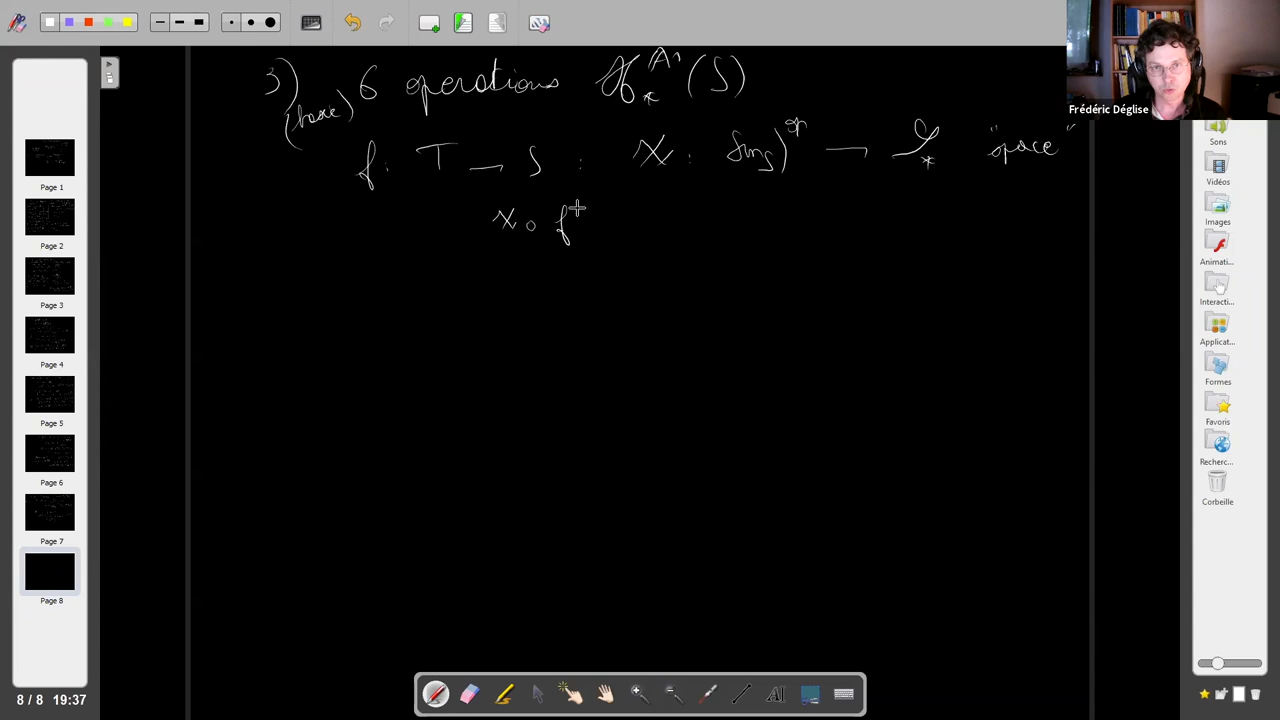 3) 6 operations ℋ_*^{A¹}(S)
(base)
f: T → S : 𝒳 : Sm_S)^{op} → 𝒮_* "space"
𝒳 ∘ f
Frédéric Déglise
Page 1
Page 2
Page 3
Page 4
Page 5
Page 6
Page 7
Page 8
8 / 8 19:37
Sons
Vidéos
Images
Animati...
Interacti...
Applicat...
Formes
Favoris
Recherc...
Corbeille